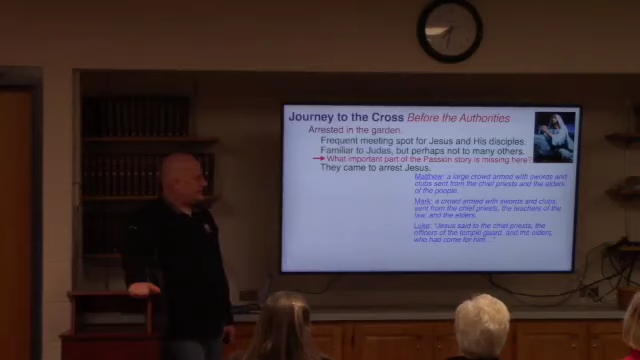 Journey to the Cross Before the Authorities
Arrested in the garden.
Frequent meeting spot for Jesus and His disciples.
Familiar to Judas, but perhaps not to many others.
What important part of the Passion story is missing here?
They came to arrest Jesus.
Matthew: a large crowd armed with swords and
clubs sent from the chief priests and the elders
of the people.
Mark: a crowd armed with swords and clubs,
sent from the chief priests, the teachers of the
law, and the elders.
Luke: "Jesus said to the chief priests, the
officers of the temple guard, and the elders,
who had come for him…"